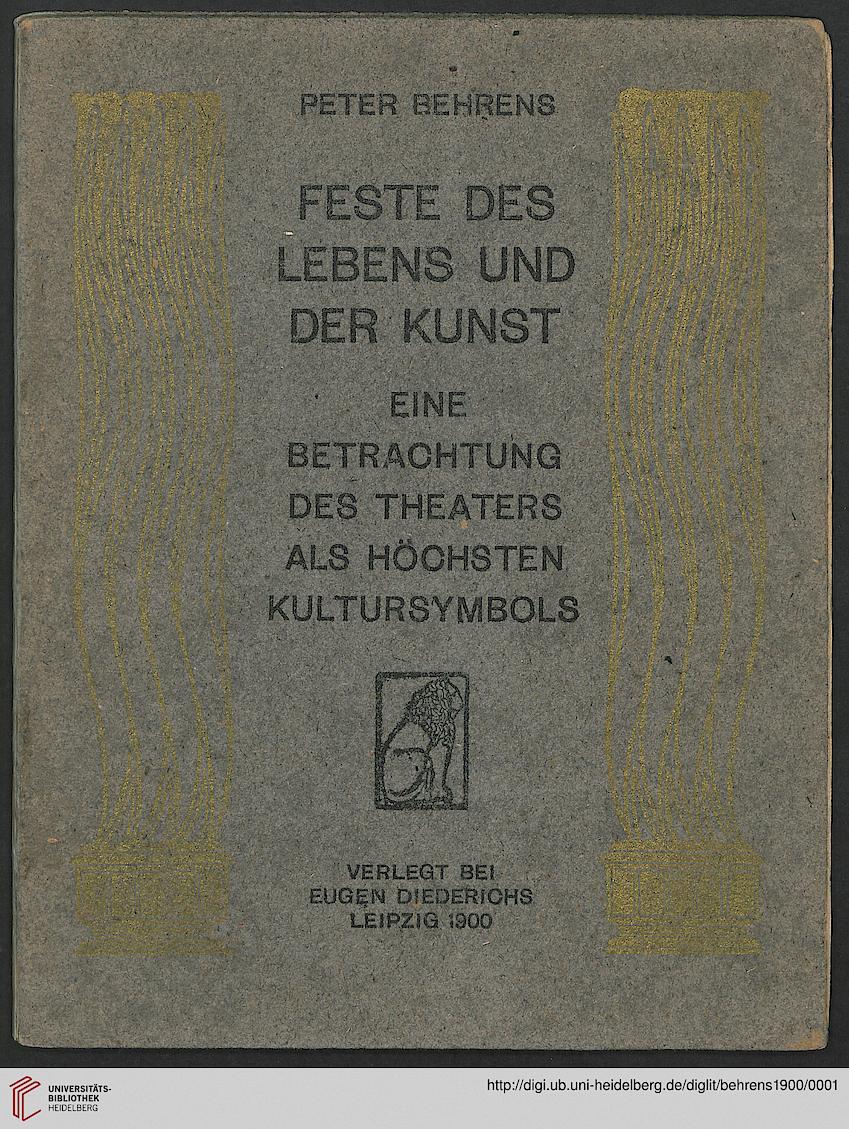 PETER BEHRENS
FESTE DES
LEBENS UND
DER KUNST
EINE
BETRACHTUNG
DES THEATERS
ALS HÖCHSTEN
KULTURSYMBOLS
VERLEGT BEI
EUGEN DIEDERICHS
LEIPZIG 1900
UNIVERSITÄTS-
BIBLIOTHEK
HEIDELBERG
http://digi.ub.uni-heidelberg.de/diglit/behrens1900/0001